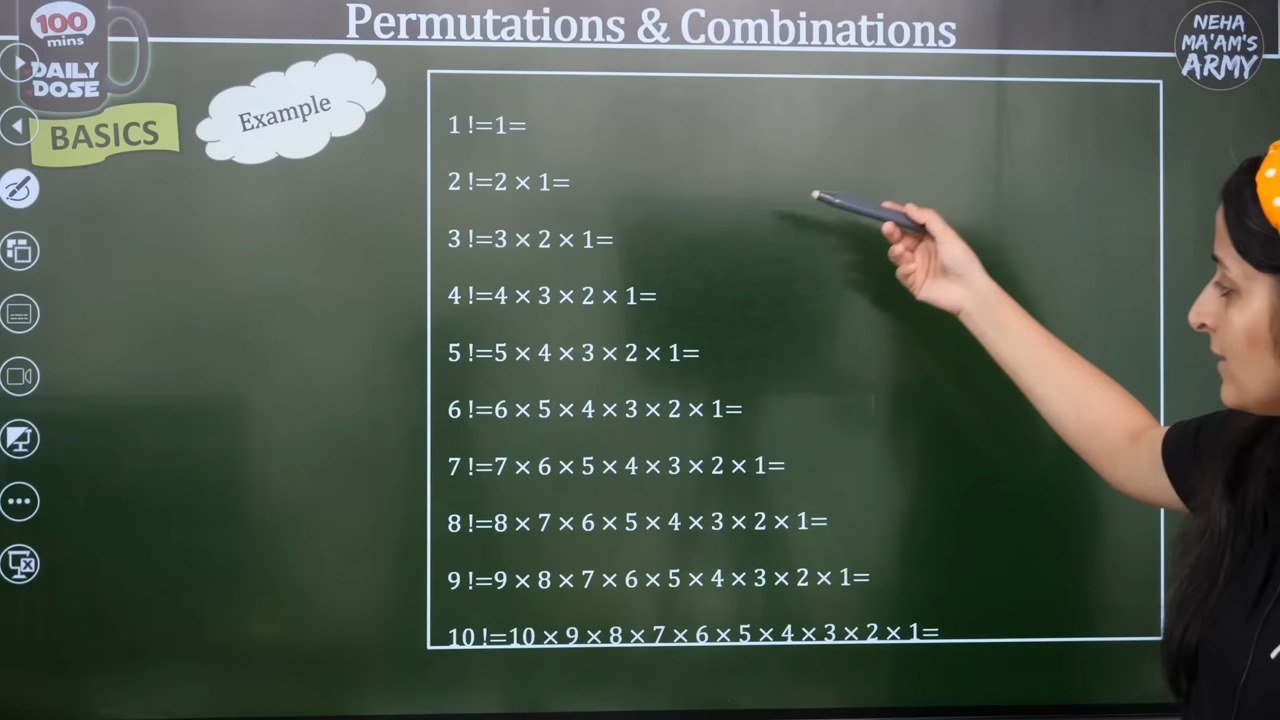 100
mins
DAILY
DOSE
Permutations & Combinations
NEHA
MA'AM'S
ARMY
BASICS
Example
1 !=1=
2 !=2 × 1=
3 !=3 × 2 × 1=
4 !=4 × 3 × 2 × 1=
5 !=5 × 4 × 3 × 2 × 1=
6 !=6 × 5 × 4 × 3 × 2 × 1=
7 !=7 × 6 × 5 × 4 × 3 × 2 × 1=
8 !=8 × 7 × 6 × 5 × 4 × 3 × 2 × 1=
9 !=9 × 8 × 7 × 6 × 5 × 4 × 3 × 2 × 1=
10 !=10 × 9 × 8 × 7 × 6 × 5 × 4 × 3 × 2 × 1=